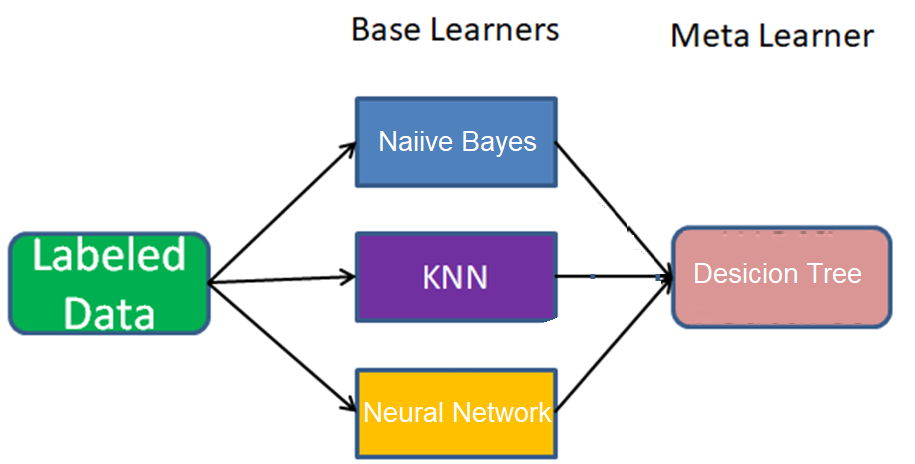 Base Learners
Meta Learner
Naiive Bayes
Labeled
Data
KNN
Desicion Tree
Neural Network